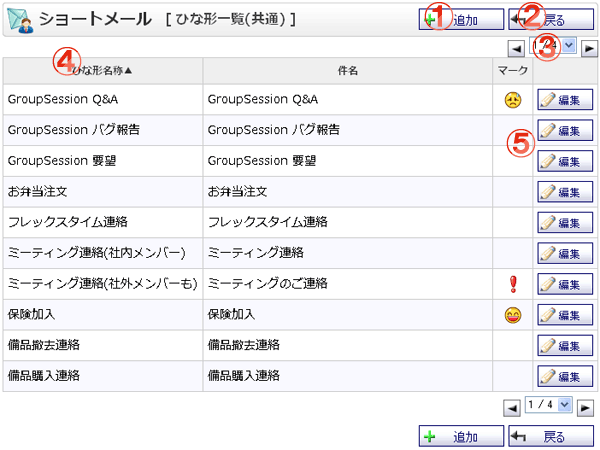 ショートメール [ ひな形一覧(共通) ]
① 追加 ② 戻る
1 / 4 ③
④
ひな形名称▲ 件名 マーク
GroupSession Q&A GroupSession Q&A 編集
GroupSession バグ報告 GroupSession バグ報告 編集
⑤
GroupSession 要望 GroupSession 要望 編集
お弁当注文 お弁当注文 編集
フレックスタイム連絡 フレックスタイム連絡 編集
ミーティング連絡(社内メンバー) ミーティング連絡 編集
ミーティング連絡(社外メンバーも) ミーティングのご連絡 編集
保険加入 保険加入 編集
備品撤去連絡 備品撤去連絡 編集
備品購入連絡 備品購入連絡 編集
1 / 4
追加 戻る